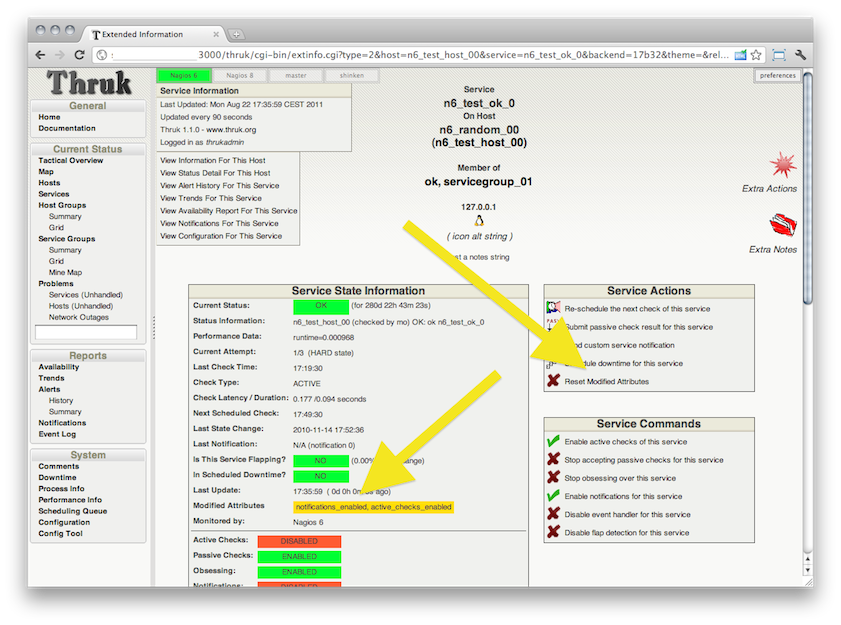 Extended Information
3000/thruk/cgi-bin/extinfo.cgi?type=2&host=n6_test_host_00&service=n6_test_ok_0&backend=17b32&theme=&rel...
Thruk
General
Home
Documentation
Current Status
Tactical Overview
Map
Hosts
Services
Host Groups
Summary
Grid
Service Groups
Summary
Grid
Mine Map
Problems
Services (Unhandled)
Hosts (Unhandled)
Network Outages
Reports
Availability
Trends
Alerts
History
Summary
Notifications
Event Log
System
Comments
Downtime
Process Info
Performance Info
Scheduling Queue
Configuration
Config Tool
Nagios 6 Nagios 8 master shinken
preferences
Service Information
Last Updated: Mon Aug 22 17:35:59 CEST 2011
Updated every 90 seconds
Thruk 1.1.0 - www.thruk.org
Logged in as thrukadmin
View Information For This Host
View Status Detail For This Host
View Alert History For This Service
View Trends For This Service
View Availability Report For This Service
View Notifications For This Service
View Configuration For This Service
Service
n6_test_ok_0
On Host
n6_random_00
(n6_test_host_00)
Member of
ok, servicegroup_01
127.0.0.1
( icon alt string )
st a notes string
Extra Actions
Extra Notes
Service State Information
Current Status: OK (for 280d 22h 43m 23s)
Status Information: n6_test_host_00 (checked by mo) OK: ok n6_test_ok_0
Performance Data: runtime=0.000968
Current Attempt: 1/3 (HARD state)
Last Check Time: 17:19:30
Check Type: ACTIVE
Check Latency / Duration: 0.177 /0.094 seconds
Next Scheduled Check: 17:49:30
Last State Change: 2010-11-14 17:52:36
Last Notification: N/A (notification 0)
Is This Service Flapping? NO (0.00% ange)
In Scheduled Downtime? NO
Last Update: 17:35:59 ( 0d 0h 0m s ago)
Modified Attributes notifications_enabled, active_checks_enabled
Monitored by: Nagios 6
Active Checks: DISABLED
Passive Checks: ENABLED
Obsessing: ENABLED
Notifications: DISABLED
Service Actions
Re-schedule the next check of this service
Submit passive check result for this service
nd custom service notification
edule downtime for this service
Reset Modified Attributes
Service Commands
Enable active checks of this service
Stop accepting passive checks for this service
Stop obsessing over this service
Enable notifications for this service
Disable event handler for this service
Disable flap detection for this service